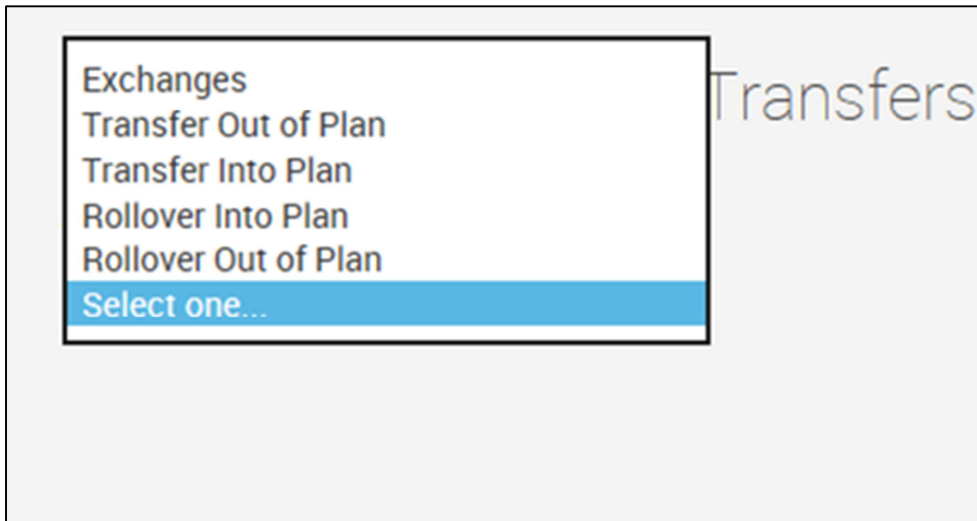 Exchanges
Transfer Out of Plan
Transfer Into Plan
Rollover Into Plan
Rollover Out of Plan
Select one...
Transfers